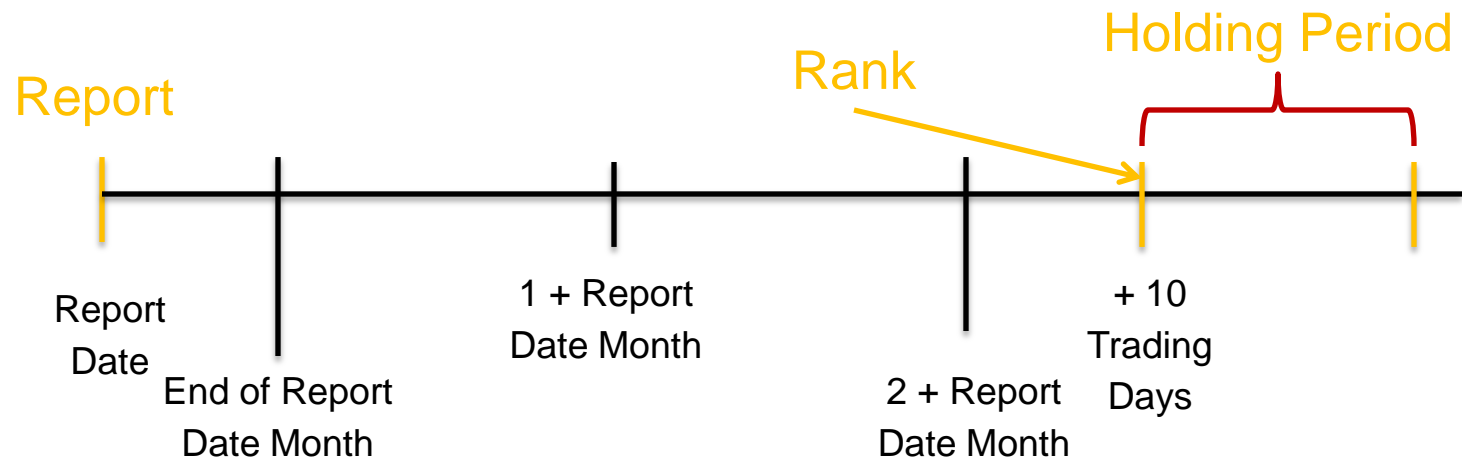 Holding Period
Rank
Report
Report
Date
End of Report
Date Month
1 + Report
Date Month
2 + Report
Date Month
+ 10
Trading
Days